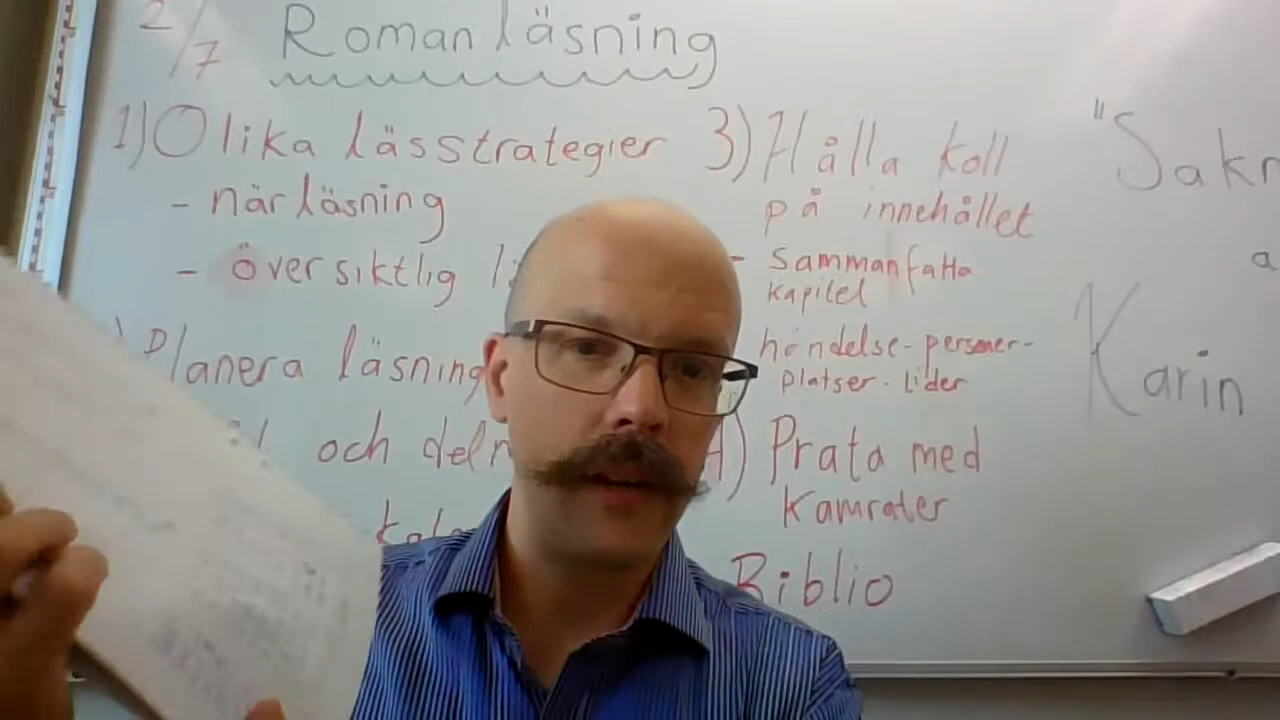 2/7 Romanläsning
1) Olika lässtrategier
- närläsning
- översiktlig
Planera läsning
och deln
3) Hålla koll
på innehållet
- sammanfatta
kapitel
händelse-personer-
platser-tider
4) Prata med
kamrater
Biblio
"Sakn
a
Karin